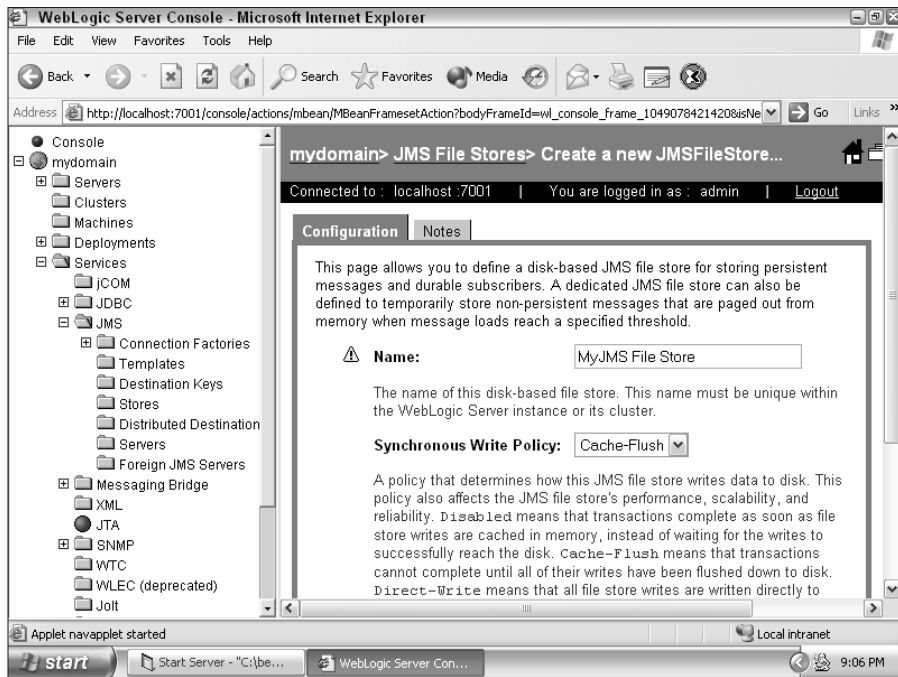 WebLogic Server Console - Microsoft Internet Explorer
File Edit View Favorites Tools Help
Back Search Favorites Media
Address http://localhost:7001/console/actions/mbean/MBeanFramesetAction?bodyFrameId=wl_console_frame_1049078421420&isNe Go Links »
Console
mydomain
Servers
Clusters
Machines
Deployments
Services
jCOM
JDBC
JMS
Connection Factories
Templates
Destination Keys
Stores
Distributed Destination
Servers
Foreign JMS Servers
Messaging Bridge
XML
JTA
SNMP
WTC
WLEC (deprecated)
Jolt
mydomain> JMS File Stores> Create a new JMSFileStore...
Connected to : localhost :7001 | You are logged in as : admin | Logout
Configuration Notes
This page allows you to define a disk-based JMS file store for storing persistent
messages and durable subscribers. A dedicated JMS file store can also be
defined to temporarily store non-persistent messages that are paged out from
memory when message loads reach a specified threshold.
Name: MyJMS File Store
The name of this disk-based file store. This name must be unique within
the WebLogic Server instance or its cluster.
Synchronous Write Policy: Cache-Flush
A policy that determines how this JMS file store writes data to disk. This
policy also affects the JMS file store's performance, scalability, and
reliability. Disabled means that transactions complete as soon as file
store writes are cached in memory, instead of waiting for the writes to
successfully reach the disk. Cache-Flush means that transactions
cannot complete until all of their writes have been flushed down to disk.
Direct-Write means that all file store writes are written directly to
Applet navapplet started Local intranet
start Start Server - "C:\be... WebLogic Server Con... 9:06 PM